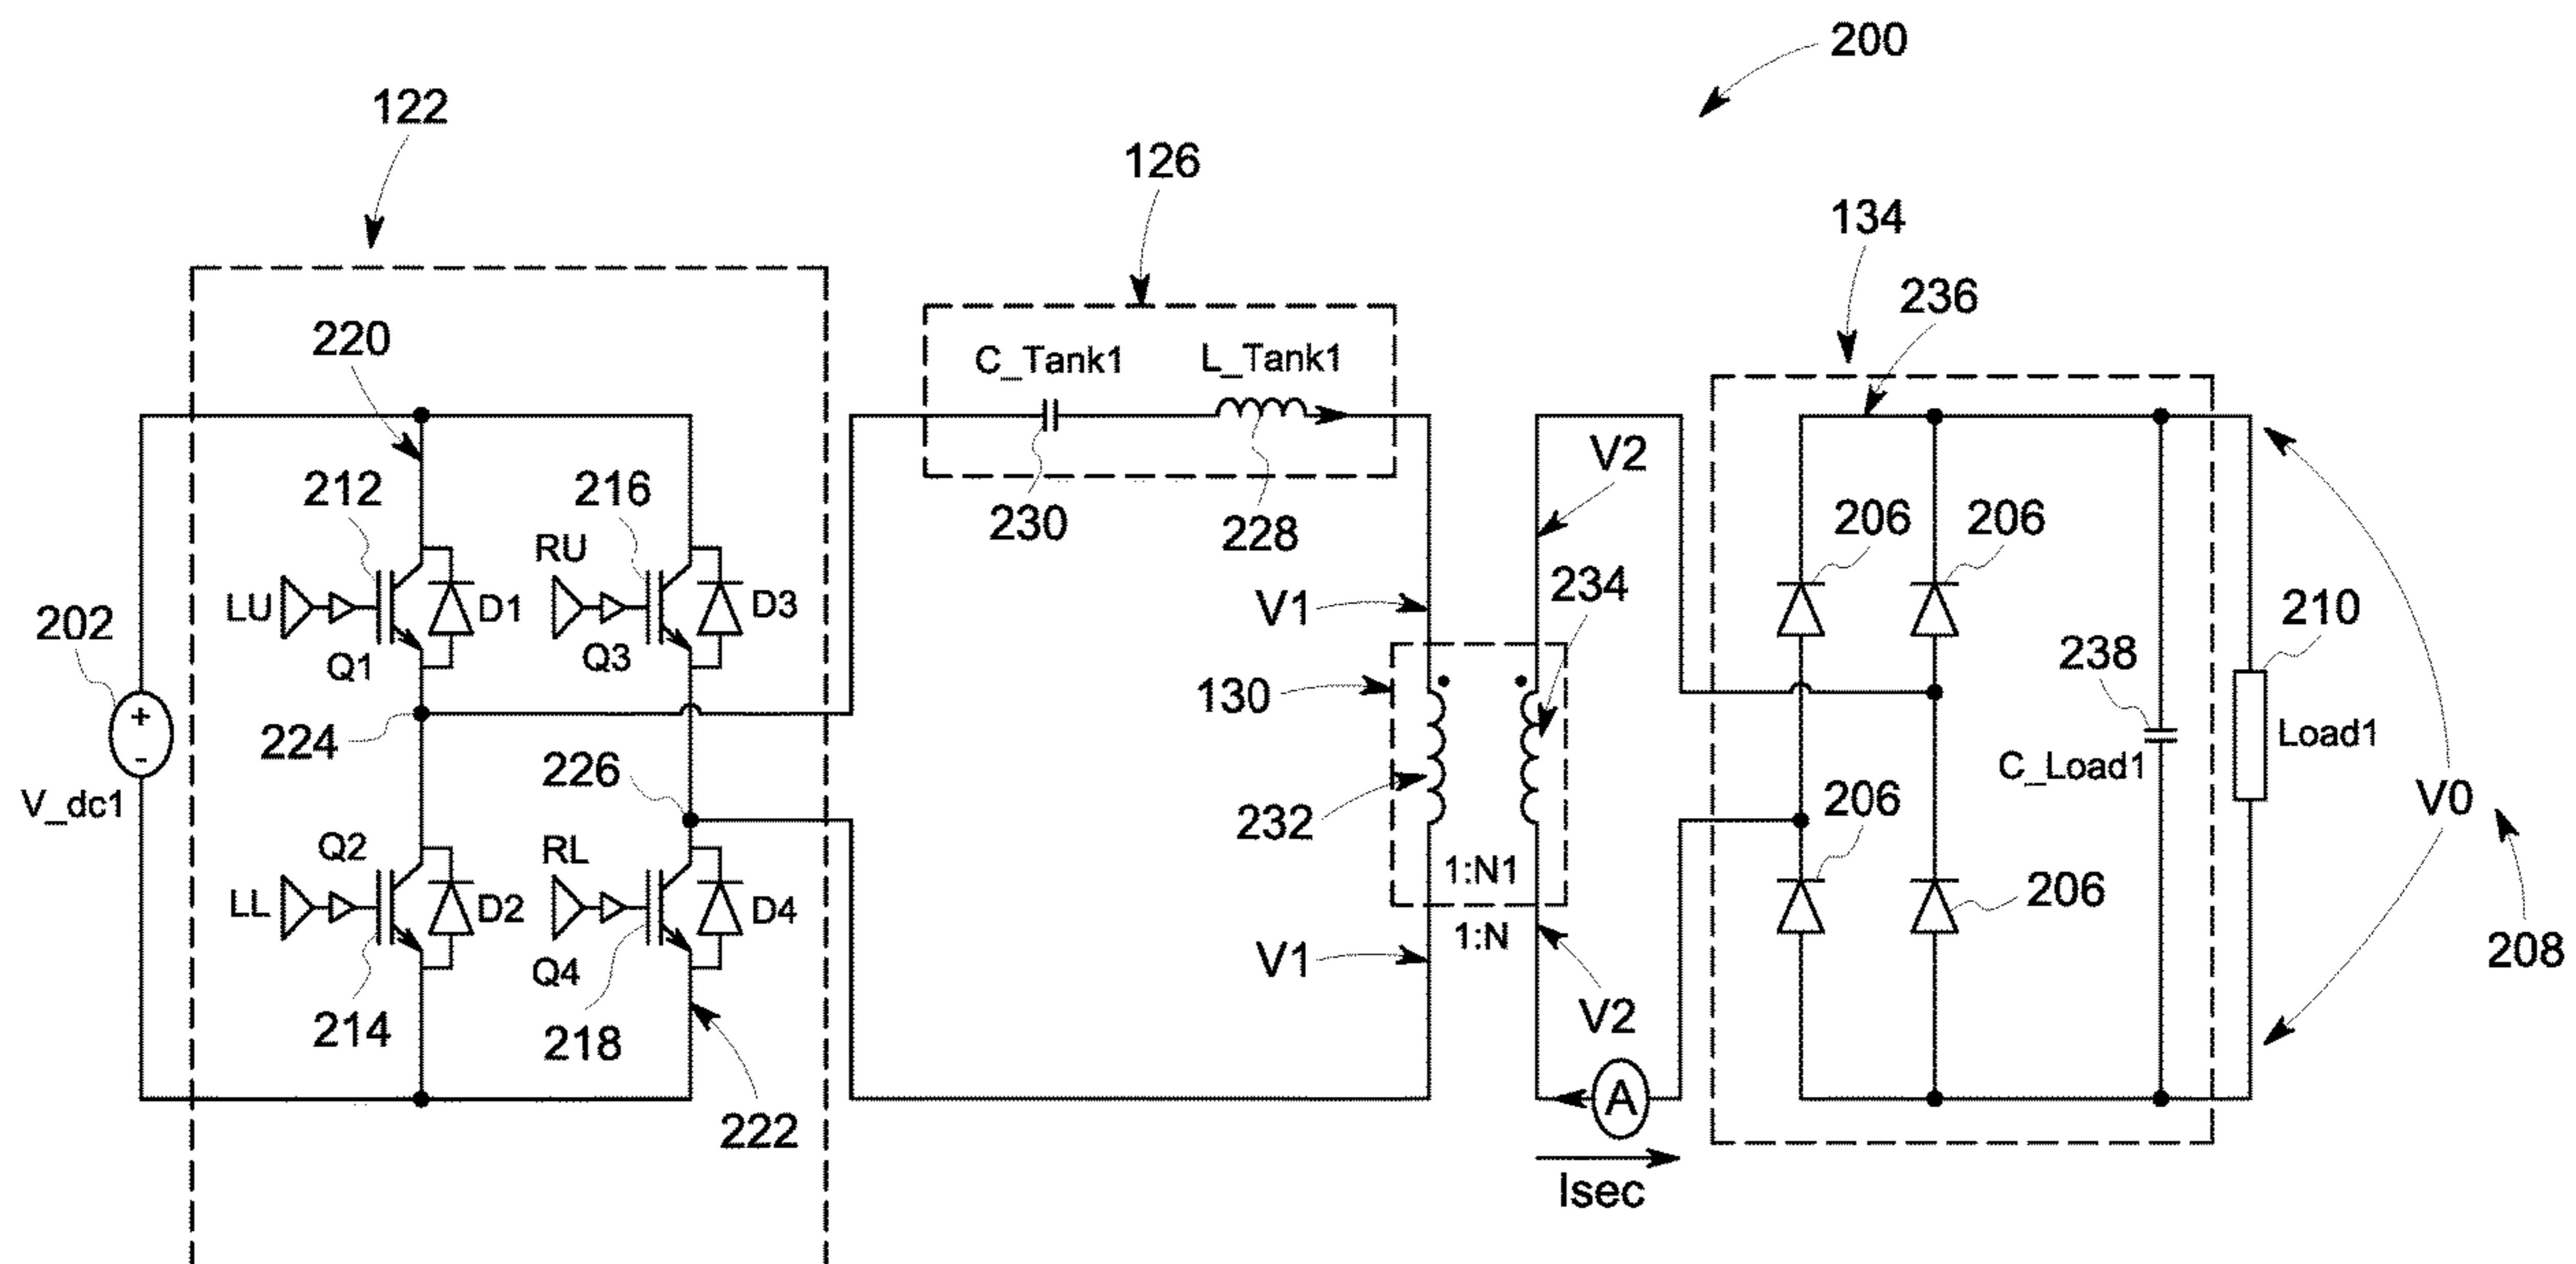 200
122
126
134
236
220
C_Tank1
L_Tank1
V2
212
216
230
228
206
206
RU
234
LU
D1
D3
V1
202
Q1
Q3
210
238
130
+
-
224
226
Load1
C_Load1
V_dc1
232
206
V0
Q2
RL
1:N1
LL
D2
D4
206
1:N
208
Q4
V1
V2
214
218
A
222
Isec